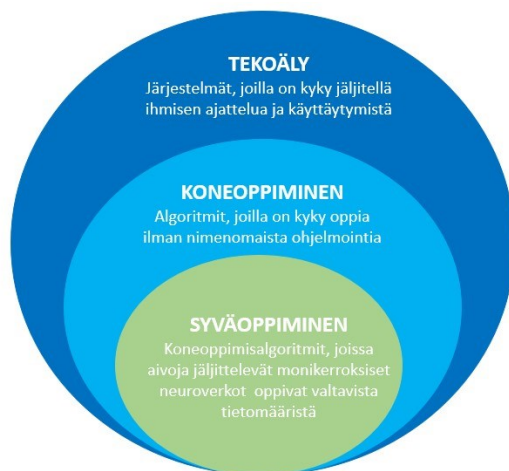 TEKOÄLY
Järjestelmät, joilla on kyky jäljitellä
ihmisen ajattelua ja käyttäytymistä
KONEOPPIMINEN
Algoritmit, joilla on kyky oppia
ilman nimenomaista ohjelmointia
SYVÄOPPIMINEN
Koneoppimisalgoritmit, joissa
aivoja jäljittelevät monikerroksiset
neuroverkot oppivat valtavista
tietomääristä